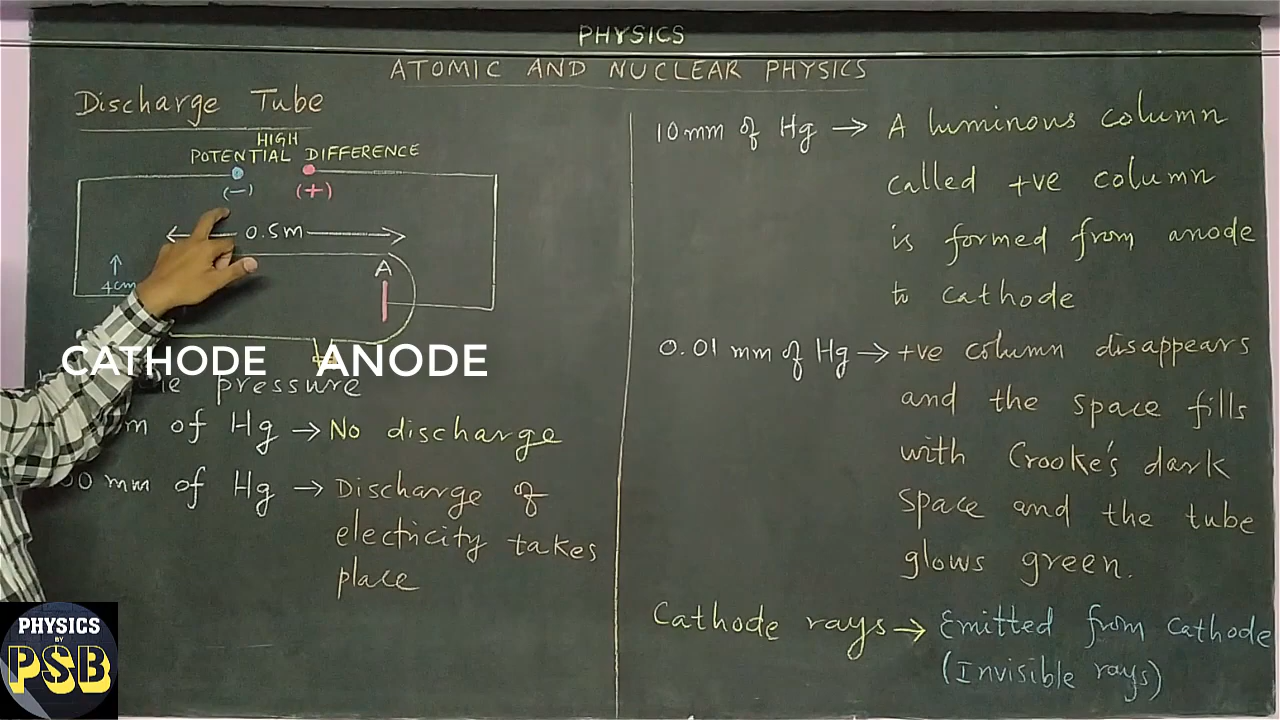 PHYSICS
ATOMIC AND NUCLEAR PHYSICS
Discharge Tube
HIGH
POTENTIAL DIFFERENCE
(-) (+)
0.5m
A
4cm
CATHODE ANODE
pressure
m of Hg → No discharge
mm of Hg → Discharge of
electricity takes
place
10mm of Hg → A luminous column
called +ve column
is formed from anode
to cathode
0.01 mm of Hg → +ve column disappears
and the space fills
with Crooke's dark
space and the tube
glows green.
Cathode rays → Emitted from Cathode
(Invisible rays)
PHYSICS
BY
PSB